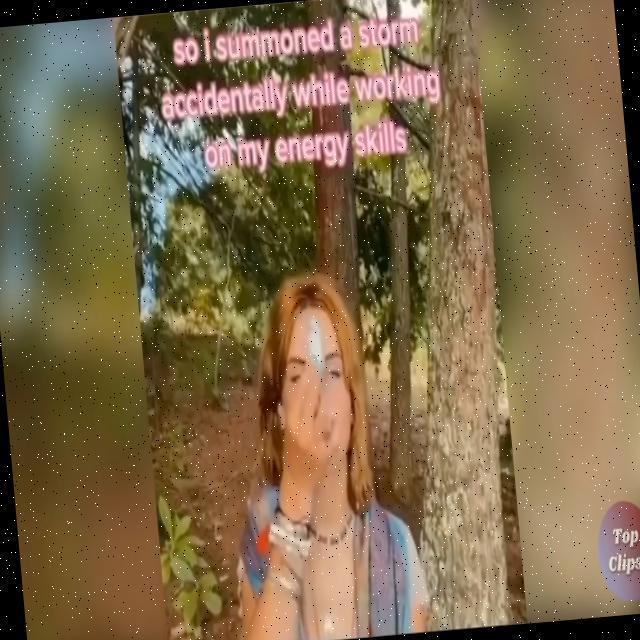 so i summoned a storm
accidentally while working
on my energy skills
Top
Clips